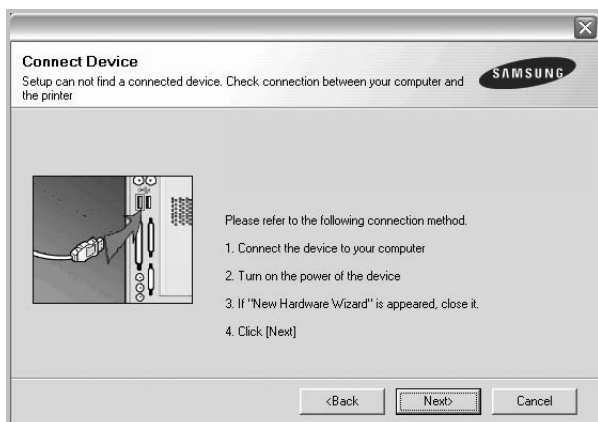 Connect Device
Setup can not find a connected device. Check connection between your computer and
the printer
SAMSUNG
Please refer to the following connection method.
1. Connect the device to your computer
2. Turn on the power of the device
3. If "New Hardware Wizard" is appeared, close it.
4. Click [Next]
<Back
Next>
Cancel